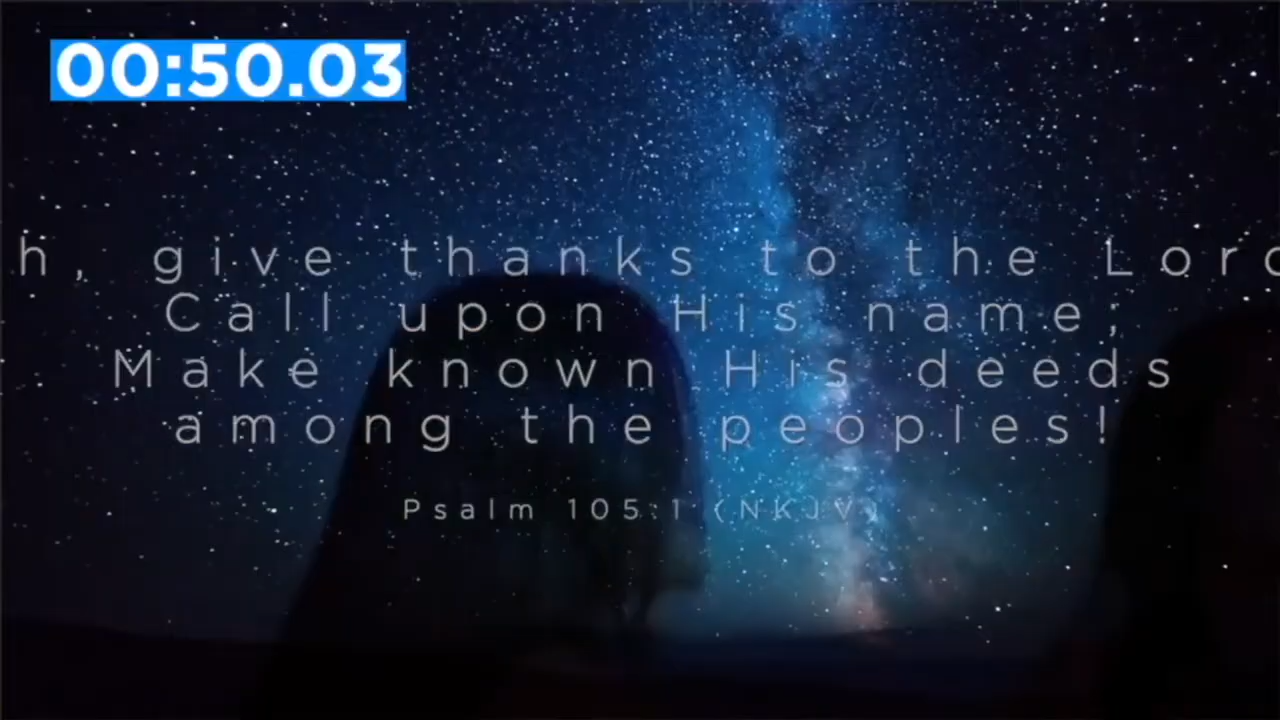 00:50.03
h, give thanks to the Lord
Call upon His name;
Make known His deeds
among the peoples!
Psalm 105:1 (NKJV)